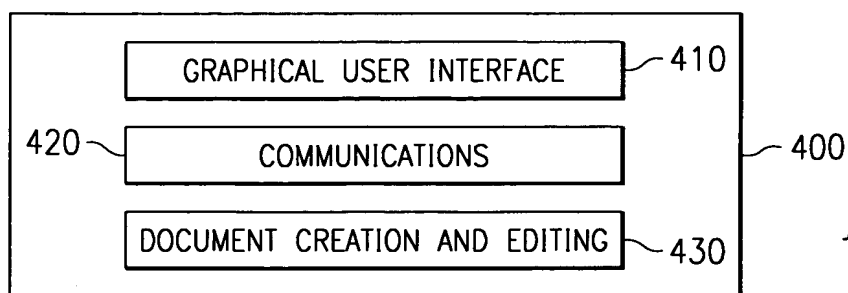 GRAPHICAL USER INTERFACE 410
420 COMMUNICATIONS 400
DOCUMENT CREATION AND EDITING 430